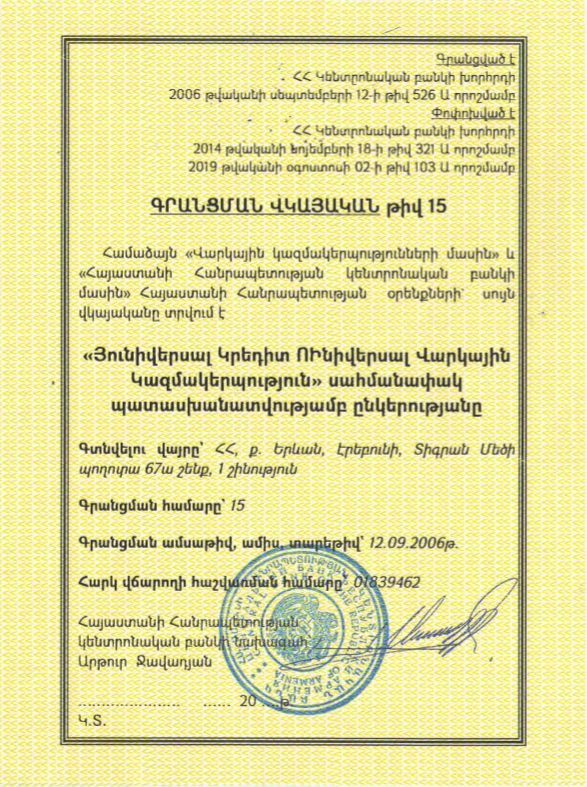 Գրանցված է
ՀՀ Կենտրոնական բանկի խորհրդի
2006 թվականի սեպտեմբերի 12-ի թիվ 526 Ա որոշմամբ
Փոփոխված է
ՀՀ Կենտրոնական բանկի խորհրդի
2014 թվականի նոյեմբերի 18-ի թիվ 321 Ա որոշմամբ
2019 թվականի օգոստոսի 02-ի թիվ 103 Ա որոշմամբ
ԳՐԱՆՑՄԱՆ ՎԿԱՅԱԿԱՆ թիվ 15
Համաձայն «Վարկային կազմակերպությունների մասին» և
«Հայաստանի Հանրապետության կենտրոնական բանկի
մասին» Հայաստանի Հանրապետության օրենքների՝ սույն
վկայականը տրվում է
«Յունիվերսալ Կրեդիտ ՈՒնիվերսալ Վարկային
Կազմակերպություն» սահմանափակ
պատասխանատվությամբ ընկերությանը
Գտնվելու վայրը՝ ՀՀ, ք. Երևան, Էրեբունի, Տիգրան Մեծի
պողոտա 67ա շենք, 1 շինություն
Գրանցման համարը՝ 15
Գրանցման ամսաթիվ, ամիս, տարեթիվ՝ 12.09.2006թ.
Հարկ վճարողի հաշվառման համարը 01839462
Հայաստանի Հանրապետության
կենտրոնական բանկի նախագահ
Արթուր Ջավադյան
...................... ...... 20 ....թ.
Կ.Տ.